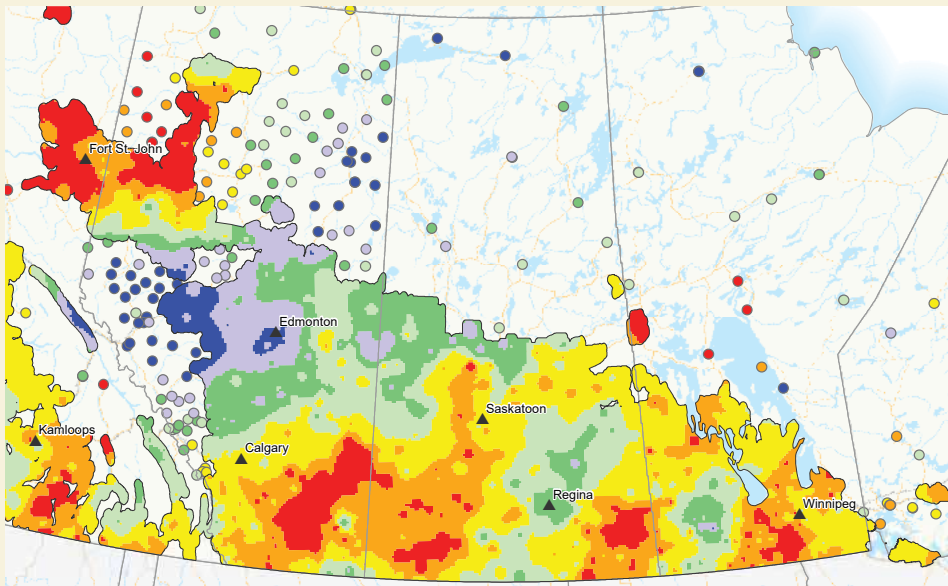 Fort St. John
Edmonton
Saskatoon
Kamloops
Calgary
Regina
Winnipeg